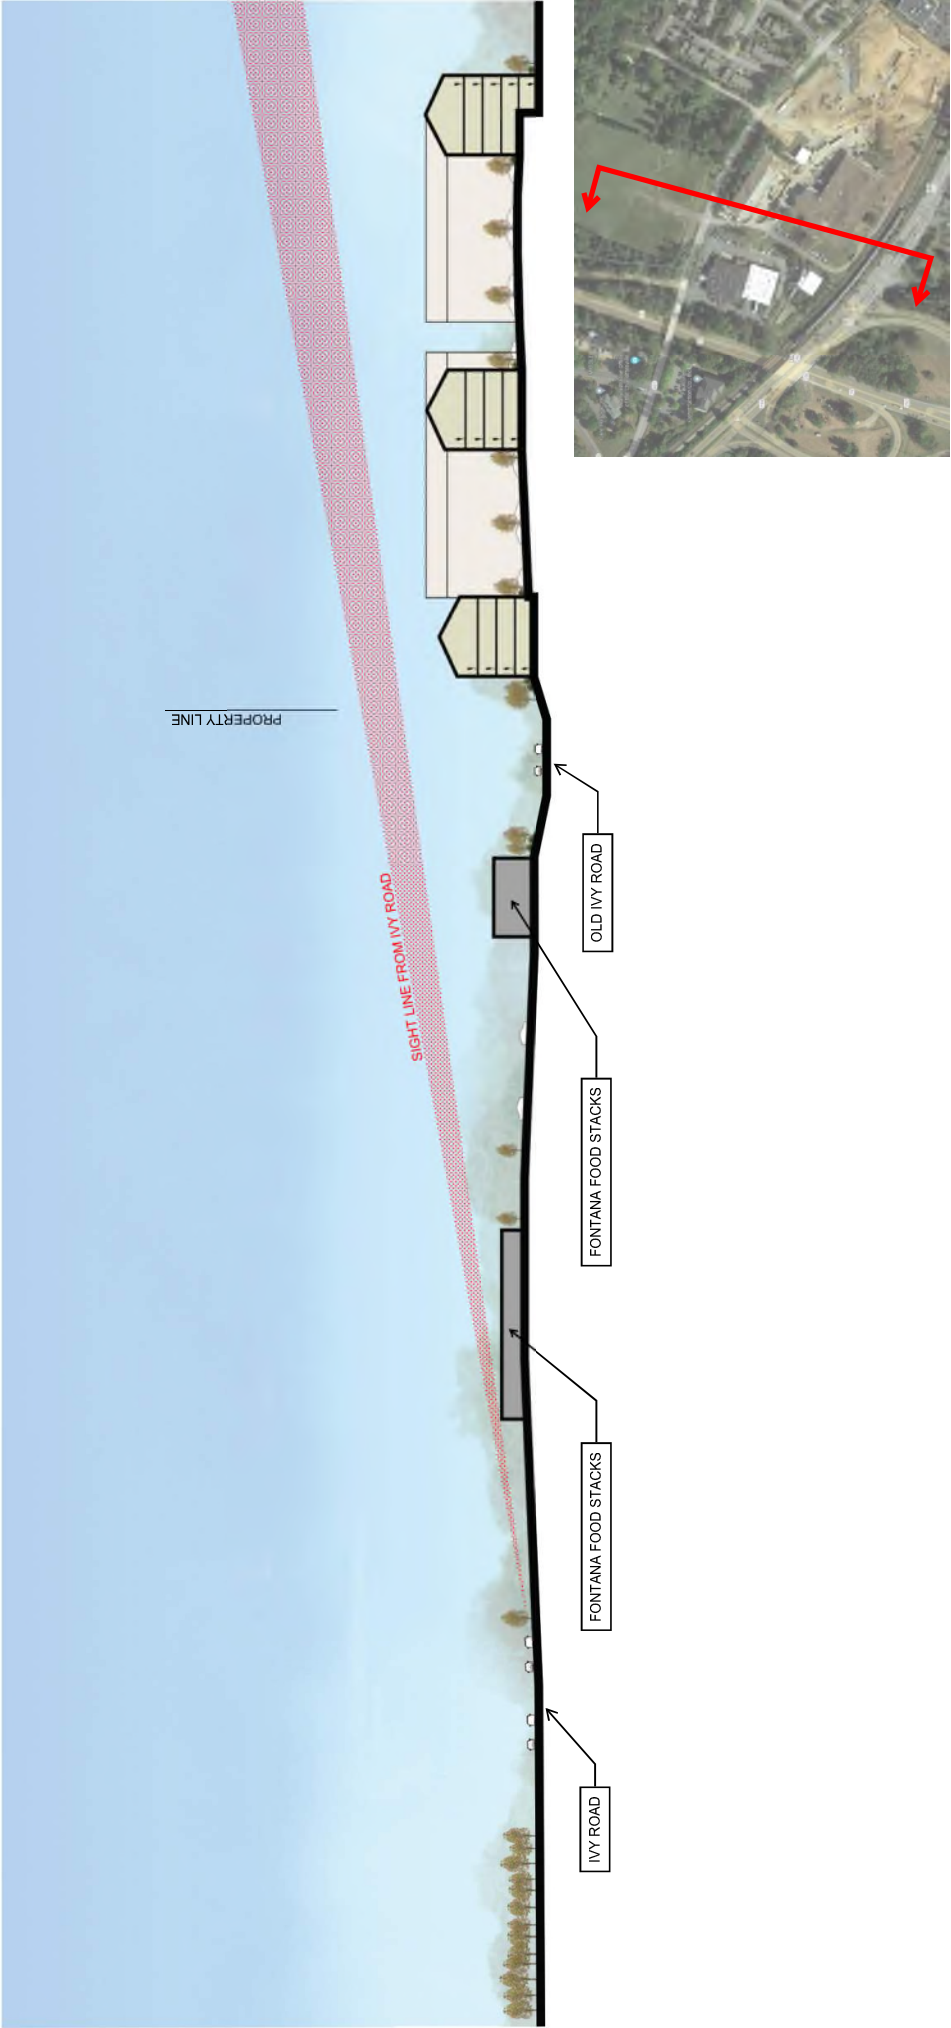 IVY ROAD
FONTANA FOOD STACKS
FONTANA FOOD STACKS
OLD IVY ROAD
SIGHT LINE FROM IVY ROAD
PROPERTY LINE